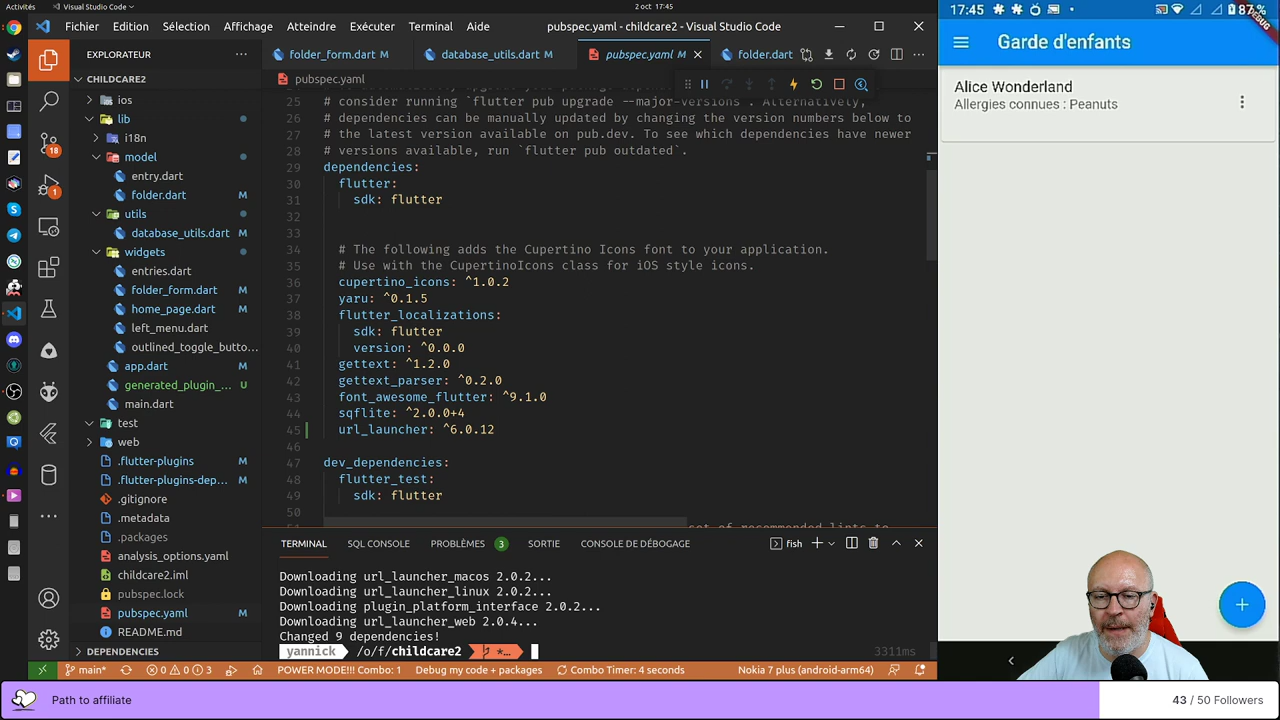 Activités
Visual Studio Code
2 oct 17:45
Fichier Edition Sélection Affichage Atteindre Exécuter Terminal Aide
pubspec.yaml - childcare2 - Visual Studio Code
EXPLORATEUR
CHILDCARE2
ios
lib
i18n
model
entry.dart
folder.dart M
utils
database_utils.dart M
widgets
entries.dart
folder_form.dart M
home_page.dart M
left_menu.dart
outlined_toggle_butto...
app.dart M
generated_plugin_... U
main.dart
test
web
.flutter-plugins M
.flutter-plugins-dep... M
.gitignore
.metadata
.packages
analysis_options.yaml
childcare2.iml
pubspec.lock
pubspec.yaml M
README.md
DEPENDENCIES
18
1
folder_form.dart M
database_utils.dart M
pubspec.yaml M
folder.dart
pubspec.yaml
25 # consider running `flutter pub upgrade --major-versions`. Alternatively,
26 # dependencies can be manually updated by changing the version numbers below to
27 # the latest version available on pub.dev. To see which dependencies have newer
28 # versions available, run `flutter pub outdated`.
29 dependencies:
30 flutter:
31 sdk: flutter
32
33
34 # The following adds the Cupertino Icons font to your application.
35 # Use with the CupertinoIcons class for iOS style icons.
36 cupertino_icons: ^1.0.2
37 yaru: ^0.1.5
38 flutter_localizations:
39 sdk: flutter
40 version: ^0.0.0
41 gettext: ^1.2.0
42 gettext_parser: ^0.2.0
43 font_awesome_flutter: ^9.1.0
44 sqflite: ^2.0.0+4
45 url_launcher: ^6.0.12
46
47 dev_dependencies:
48 flutter_test:
49 sdk: flutter
50
set of recommended lints to
TERMINAL SQL CONSOLE PROBLÈMES 3 SORTIE CONSOLE DE DÉBOGAGE
fish
Downloading url_launcher_macos 2.0.2...
Downloading url_launcher_linux 2.0.2...
Downloading plugin_platform_interface 2.0.2...
Downloading url_launcher_web 2.0.4...
Changed 9 dependencies!
yannick /o/f/childcare2 *… 3311ms
main* 0 0 3 POWER MODE!!! Combo: 1 Debug my code + packages Combo Timer: 4 seconds Nokia 7 plus (android-arm64)
17:45
87%
DEBUG
Garde d'enfants
Alice Wonderland
Allergies connues : Peanuts
Path to affiliate
43 / 50 Followers